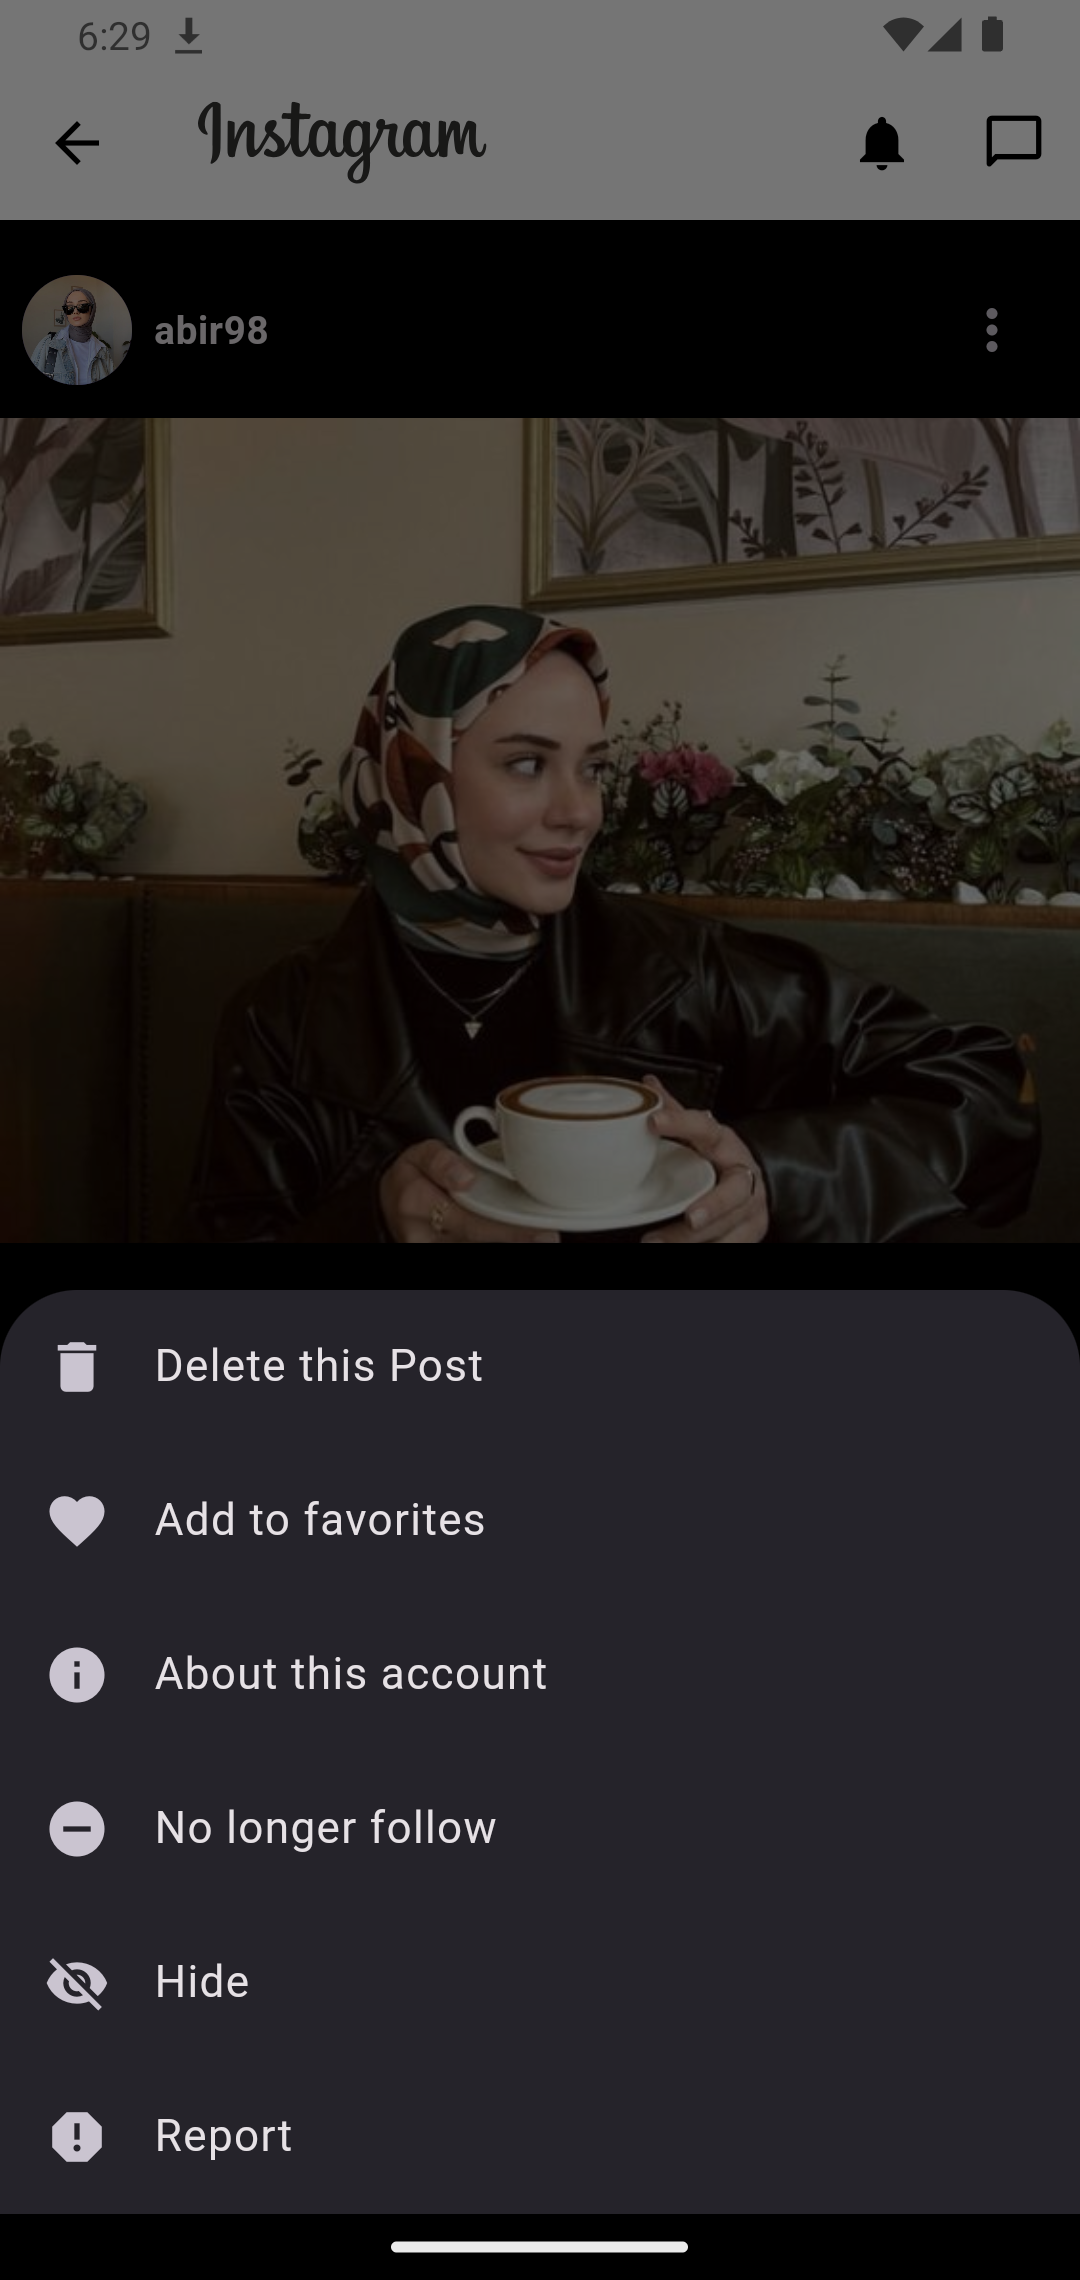 6:29
Instagram
abir98
Delete this Post
Add to favorites
About this account
No longer follow
Hide
Report